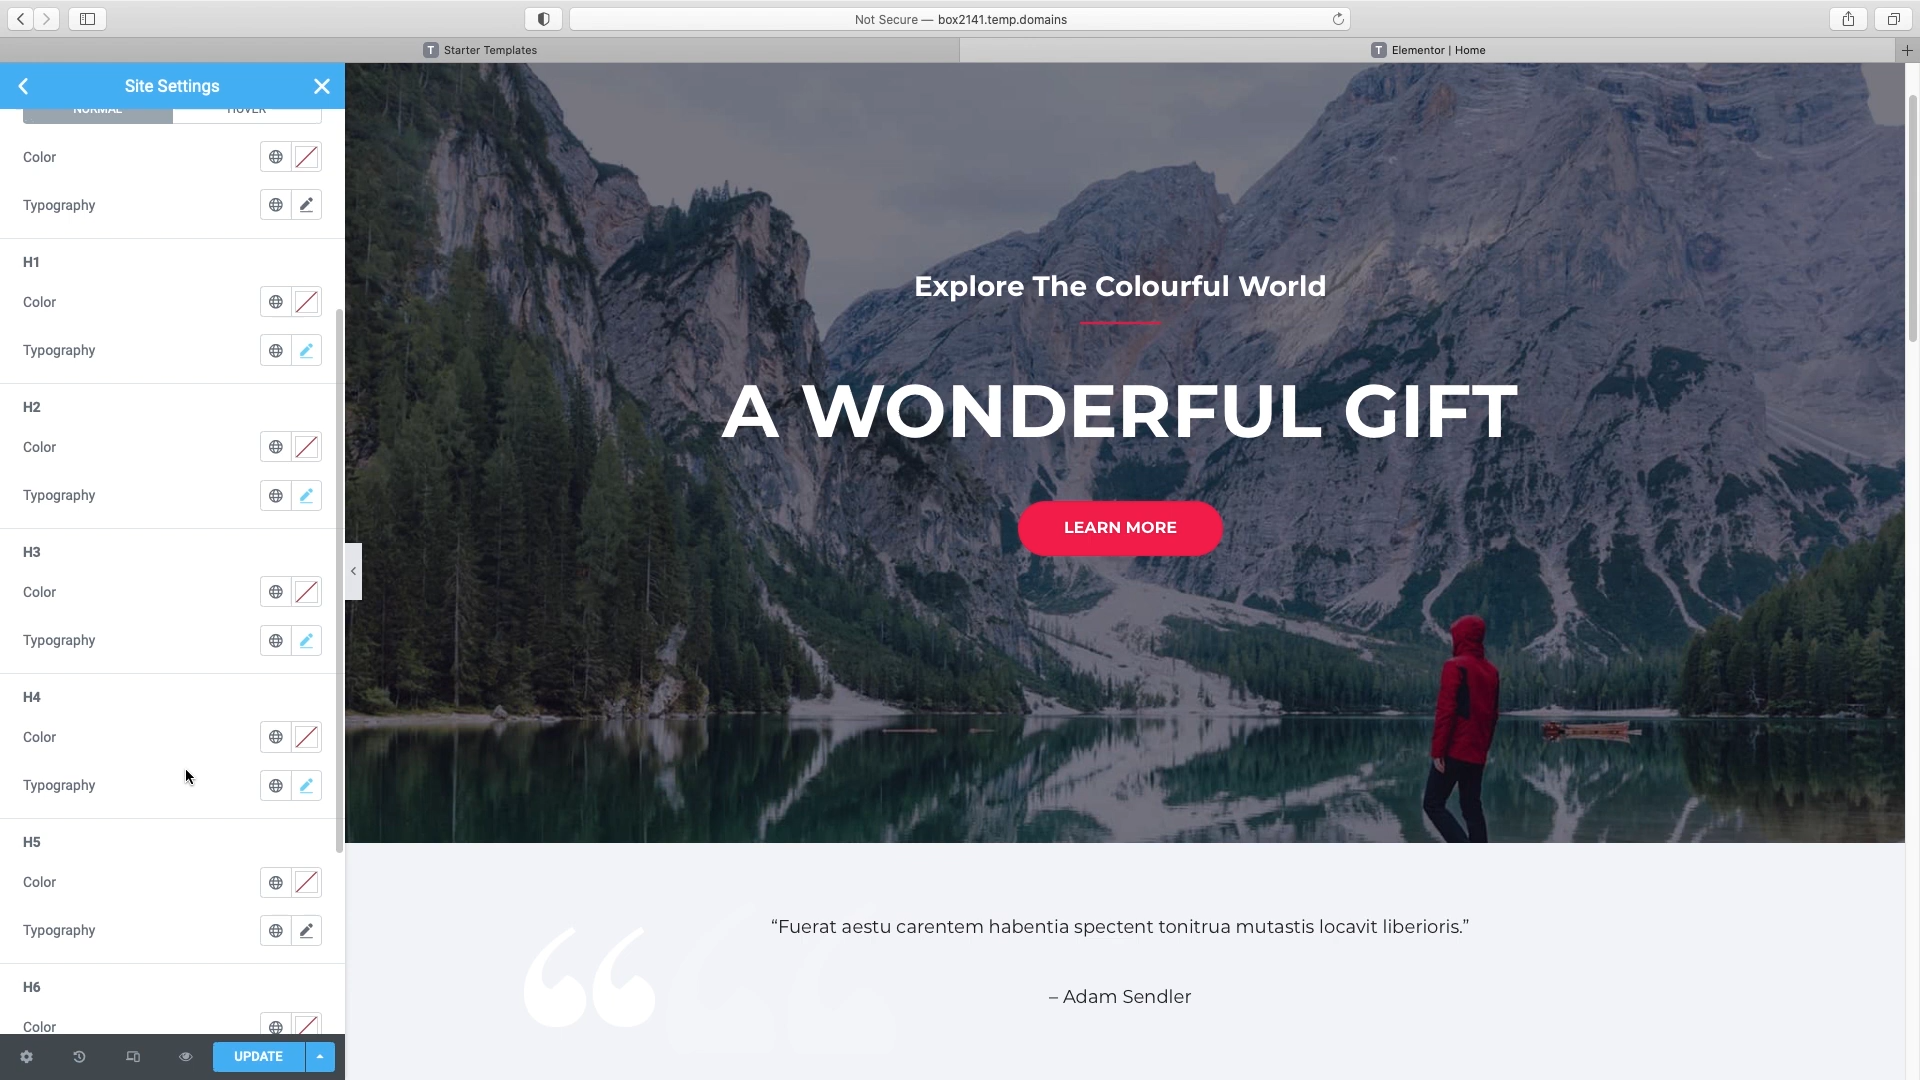 Not Secure — box2141.temp.domains
T Starter Templates
T Elementor | Home
Site Settings
NORMAL HOVER
Color
Typography
H1
Color
Typography
H2
Color
Typography
H3
Color
Typography
H4
Color
Typography
H5
Color
Typography
H6
Color
UPDATE
Explore The Colourful World
A WONDERFUL GIFT
LEARN MORE
“Fuerat aestu carentem habentia spectent tonitrua mutastis locavit liberioris.”
– Adam Sendler